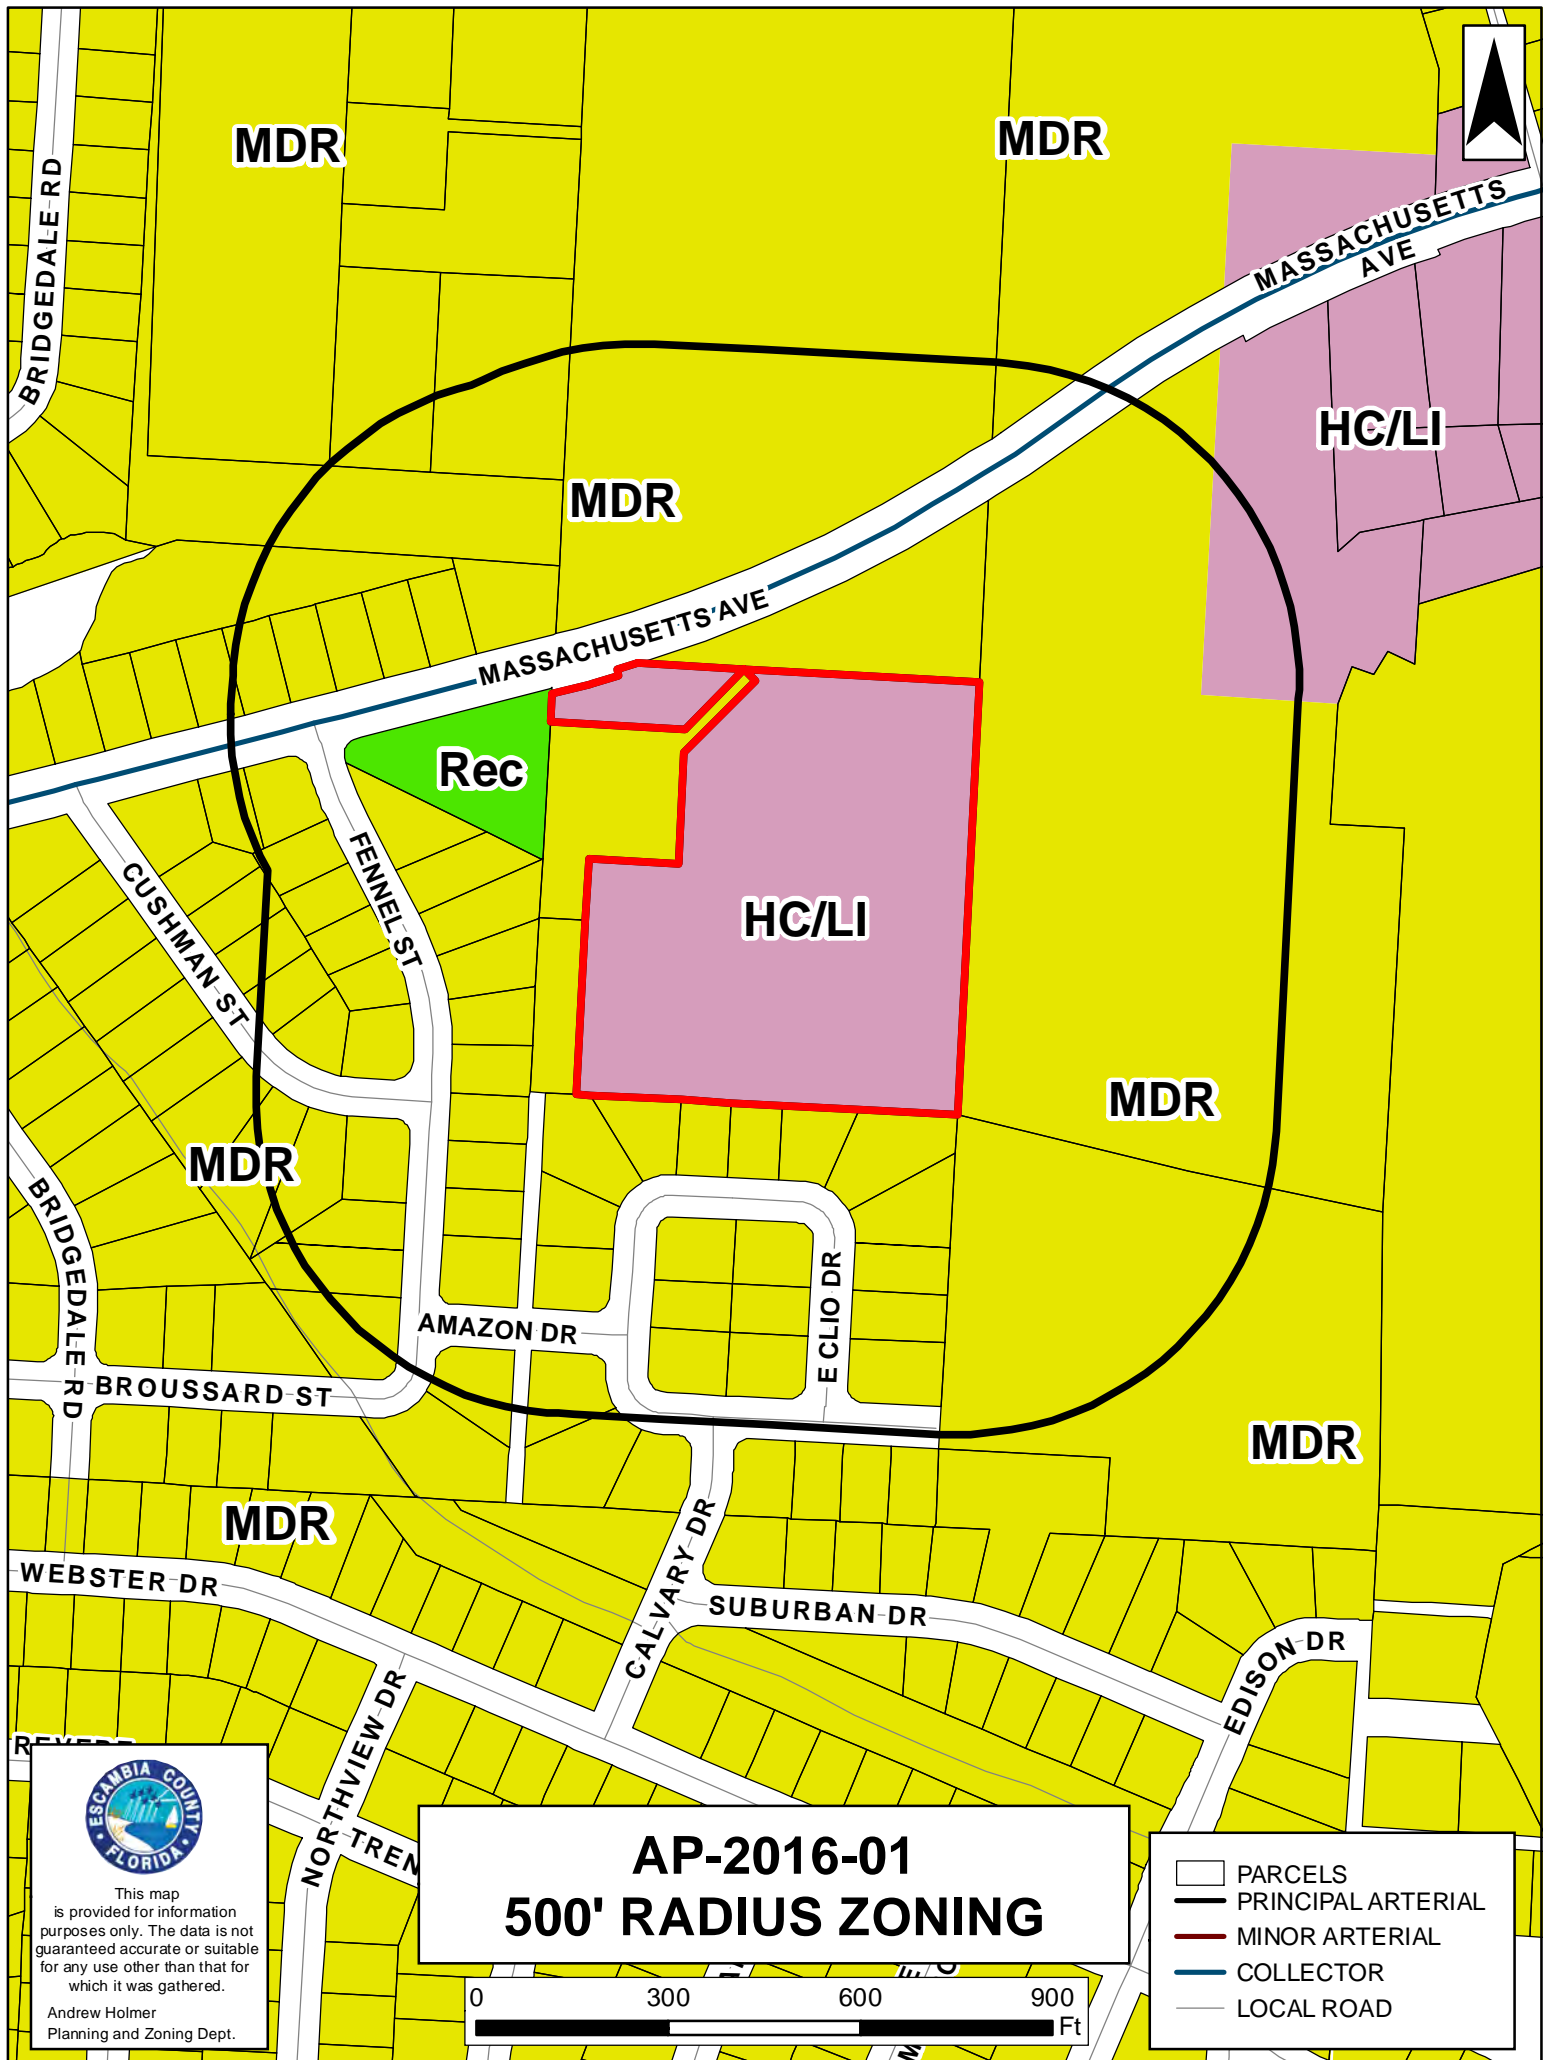 MDR
MDR
BRIDGEDALE RD
MASSACHUSETTS
AVE
HC/LI
MDR
MASSACHUSETTS AVE
Rec
FENNEL ST
CUSHMAN ST
HC/LI
MDR
MDR
BRIDGEDALE RD
E CLIO DR
AMAZON DR
BROUSSARD ST
MDR
MDR
CALVARY DR
WEBSTER DR
SUBURBAN DR
EDISON DR
NORTHVIEW DR
TREN
ESCAMBIA COUNTY
FLORIDA
This map
is provided for information
purposes only. The data is not
guaranteed accurate or suitable
for any use other than that for
which it was gathered.
Andrew Holmer
Planning and Zoning Dept.
AP-2016-01
500' RADIUS ZONING
0 300 600 900
Ft
PARCELS
PRINCIPAL ARTERIAL
MINOR ARTERIAL
COLLECTOR
LOCAL ROAD